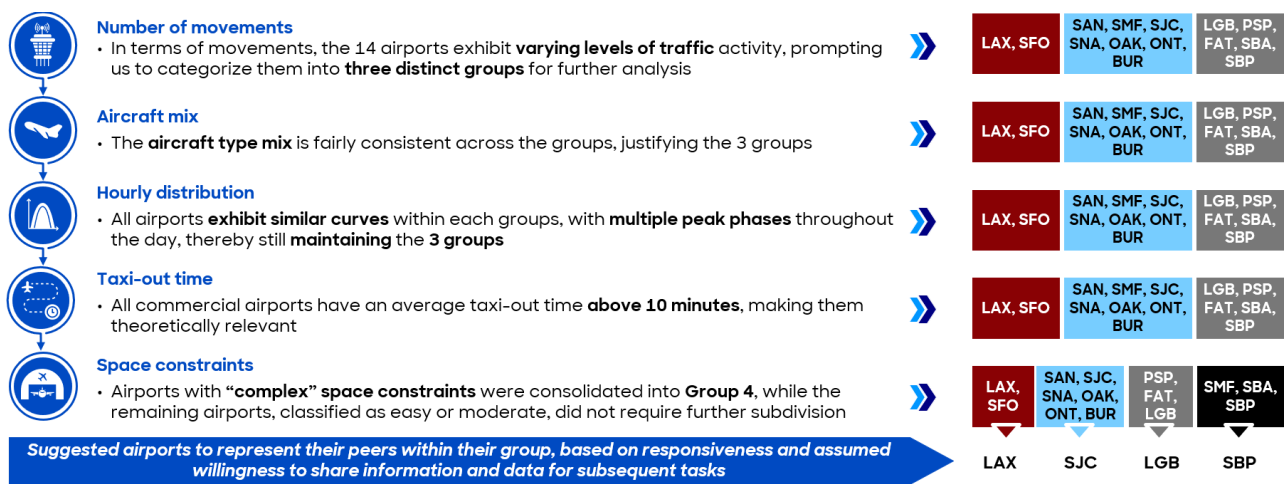 Number of movements
• In terms of movements, the 14 airports exhibit varying levels of traffic activity, prompting
us to categorize them into three distinct groups for further analysis
LAX, SFO
SAN, SMF, SJC,
SNA, OAK, ONT,
BUR
LGB, PSP,
FAT, SBA,
SBP
Aircraft mix
• The aircraft type mix is fairly consistent across the groups, justifying the 3 groups
LAX, SFO
SAN, SMF, SJC,
SNA, OAK, ONT,
BUR
LGB, PSP,
FAT, SBA,
SBP
Hourly distribution
• All airports exhibit similar curves within each groups, with multiple peak phases throughout
the day, thereby still maintaining the 3 groups
LAX, SFO
SAN, SMF, SJC,
SNA, OAK, ONT,
BUR
LGB, PSP,
FAT, SBA,
SBP
Taxi-out time
• All commercial airports have an average taxi-out time above 10 minutes, making them
theoretically relevant
LAX, SFO
SAN, SMF, SJC,
SNA, OAK, ONT,
BUR
LGB, PSP,
FAT, SBA,
SBP
Space constraints
• Airports with “complex” space constraints were consolidated into Group 4, while the
remaining airports, classified as easy or moderate, did not require further subdivision
LAX,
SFO
SAN, SJC,
SNA, OAK,
ONT, BUR
PSP,
FAT,
LGB
SMF, SBA,
SBP
Suggested airports to represent their peers within their group, based on responsiveness and assumed
willingness to share information and data for subsequent tasks
LAX
SJC
LGB
SBP